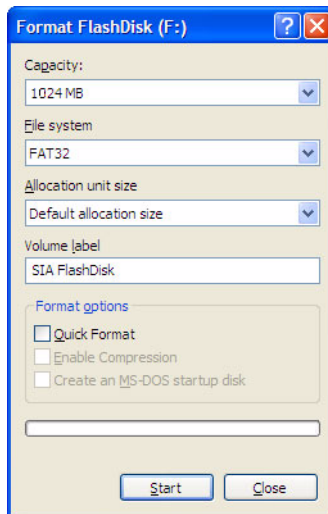 Format FlashDisk (F:)
Capacity:
1024 MB
File system
FAT32
Allocation unit size
Default allocation size
Volume label
SIA FlashDisk
Format options
Quick Format
Enable Compression
Create an MS-DOS startup disk
Start Close